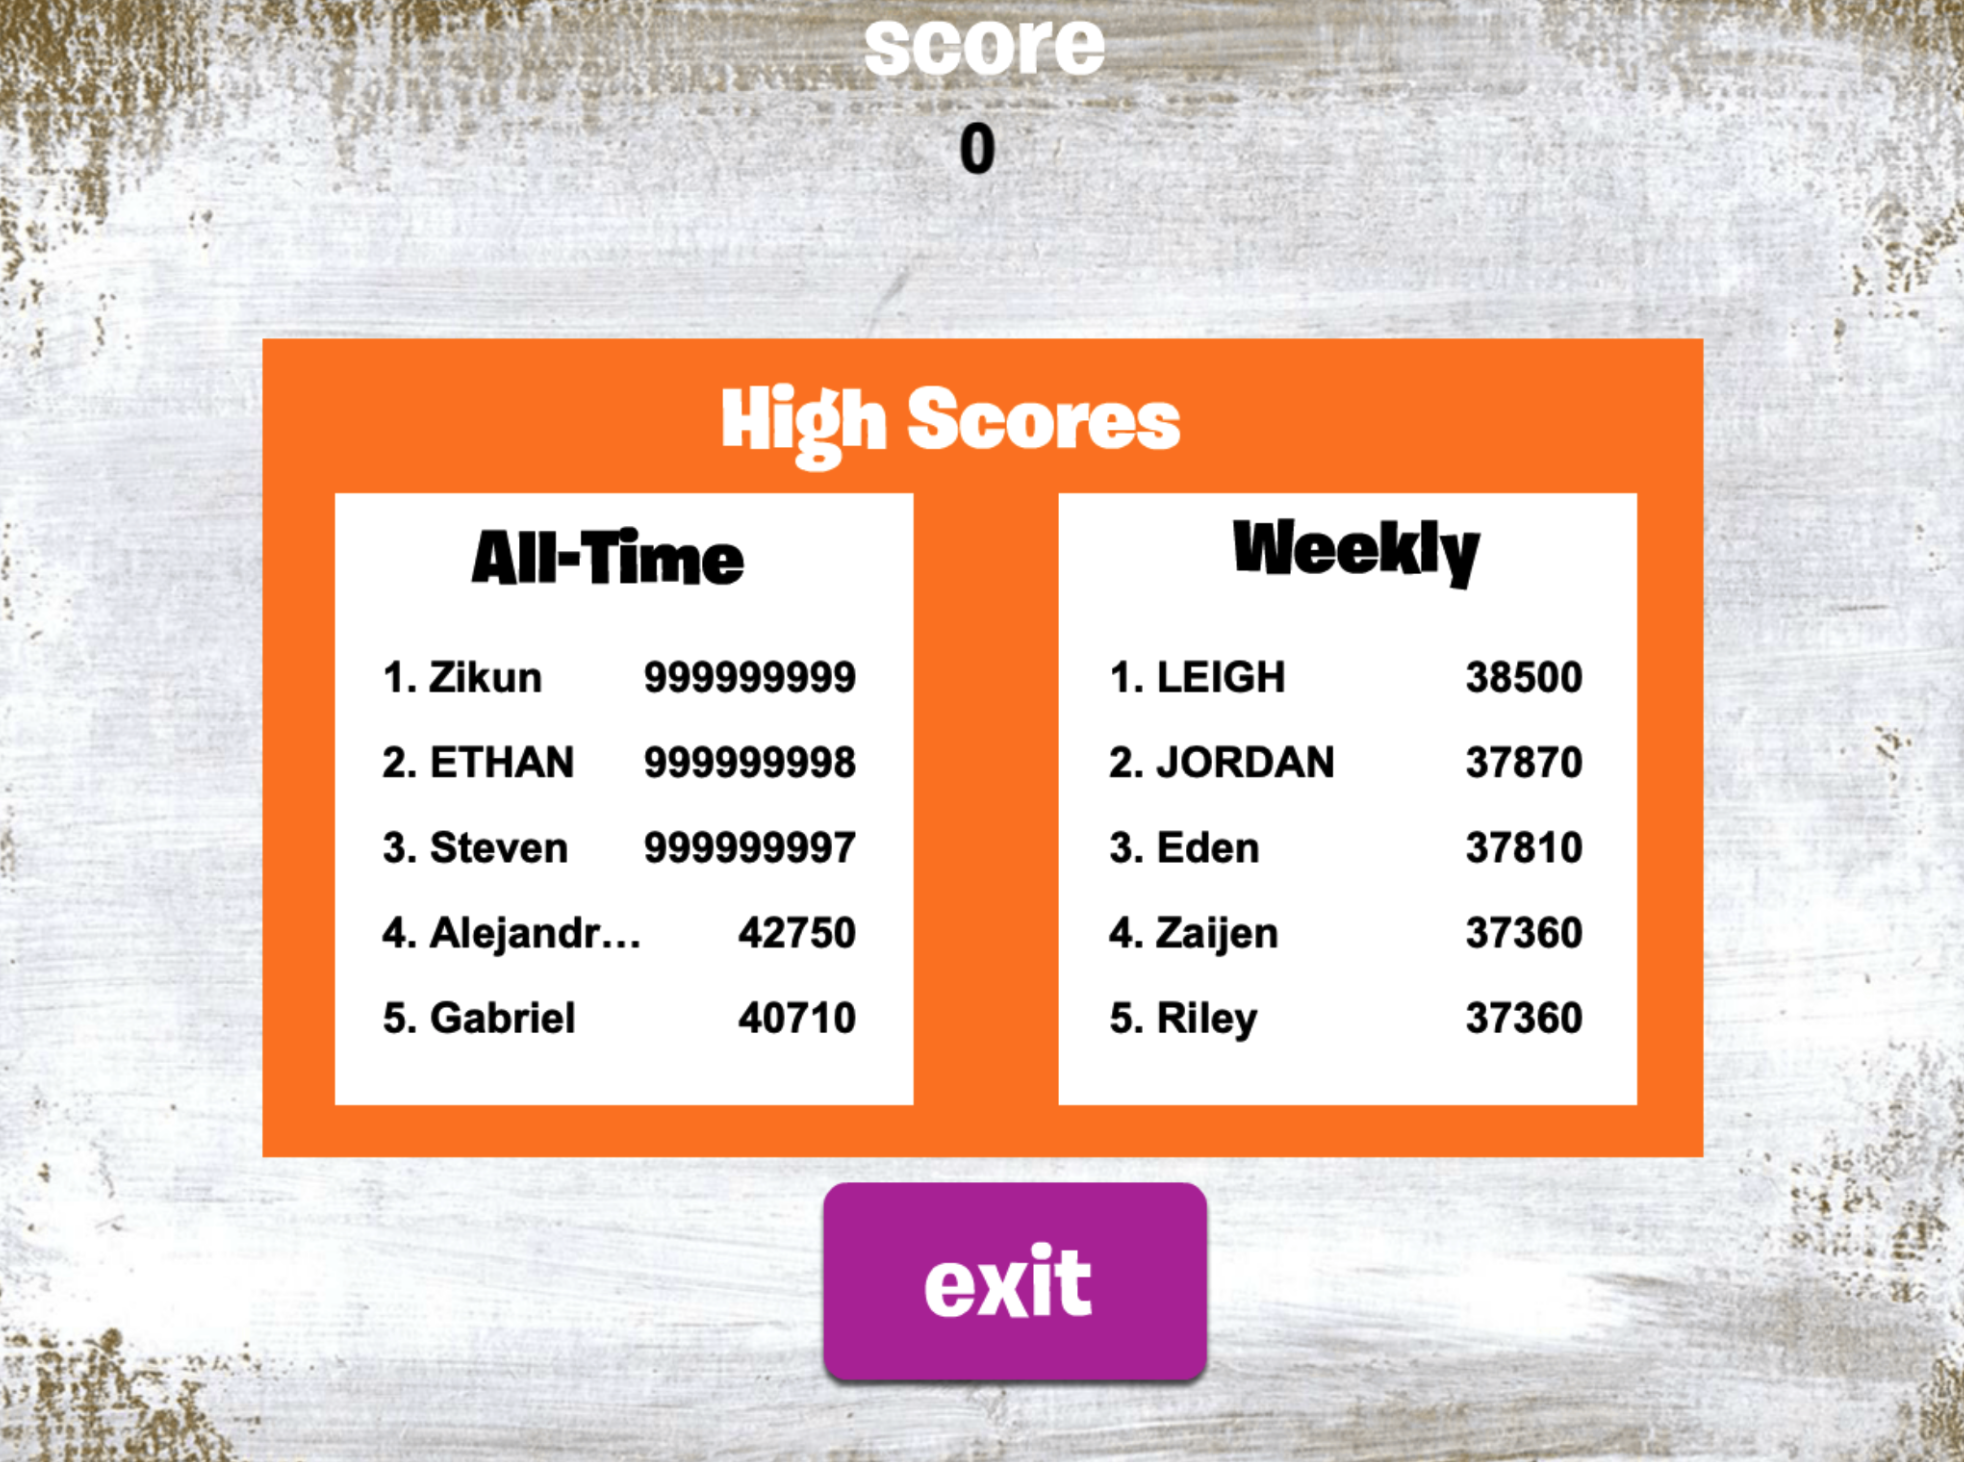 score
0
High Scores
All-Time
1. Zikun 999999999
2. ETHAN 999999998
3. Steven 999999997
4. Alejandr... 42750
5. Gabriel 40710
Weekly
1. LEIGH 38500
2. JORDAN 37870
3. Eden 37810
4. Zaijen 37360
5. Riley 37360
exit